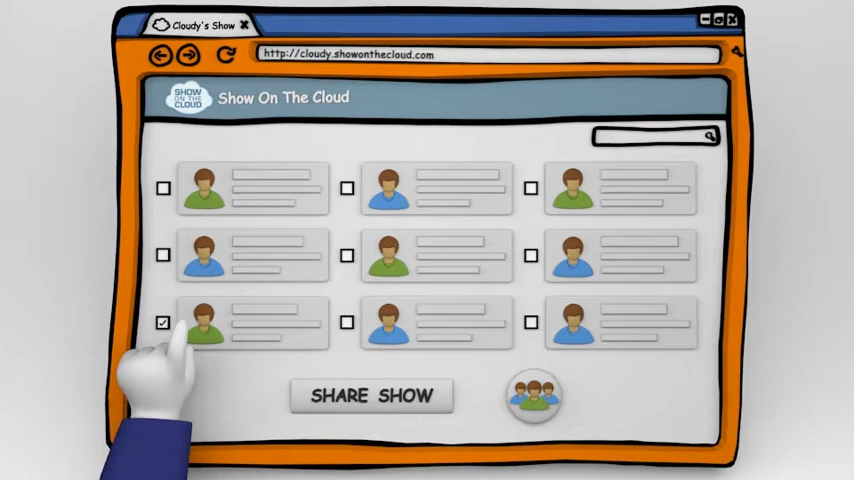 Cloudy's Show
http://cloudy.showonthecloud.com
SHOW
ON THE
CLOUD
Show On The Cloud
SHARE SHOW